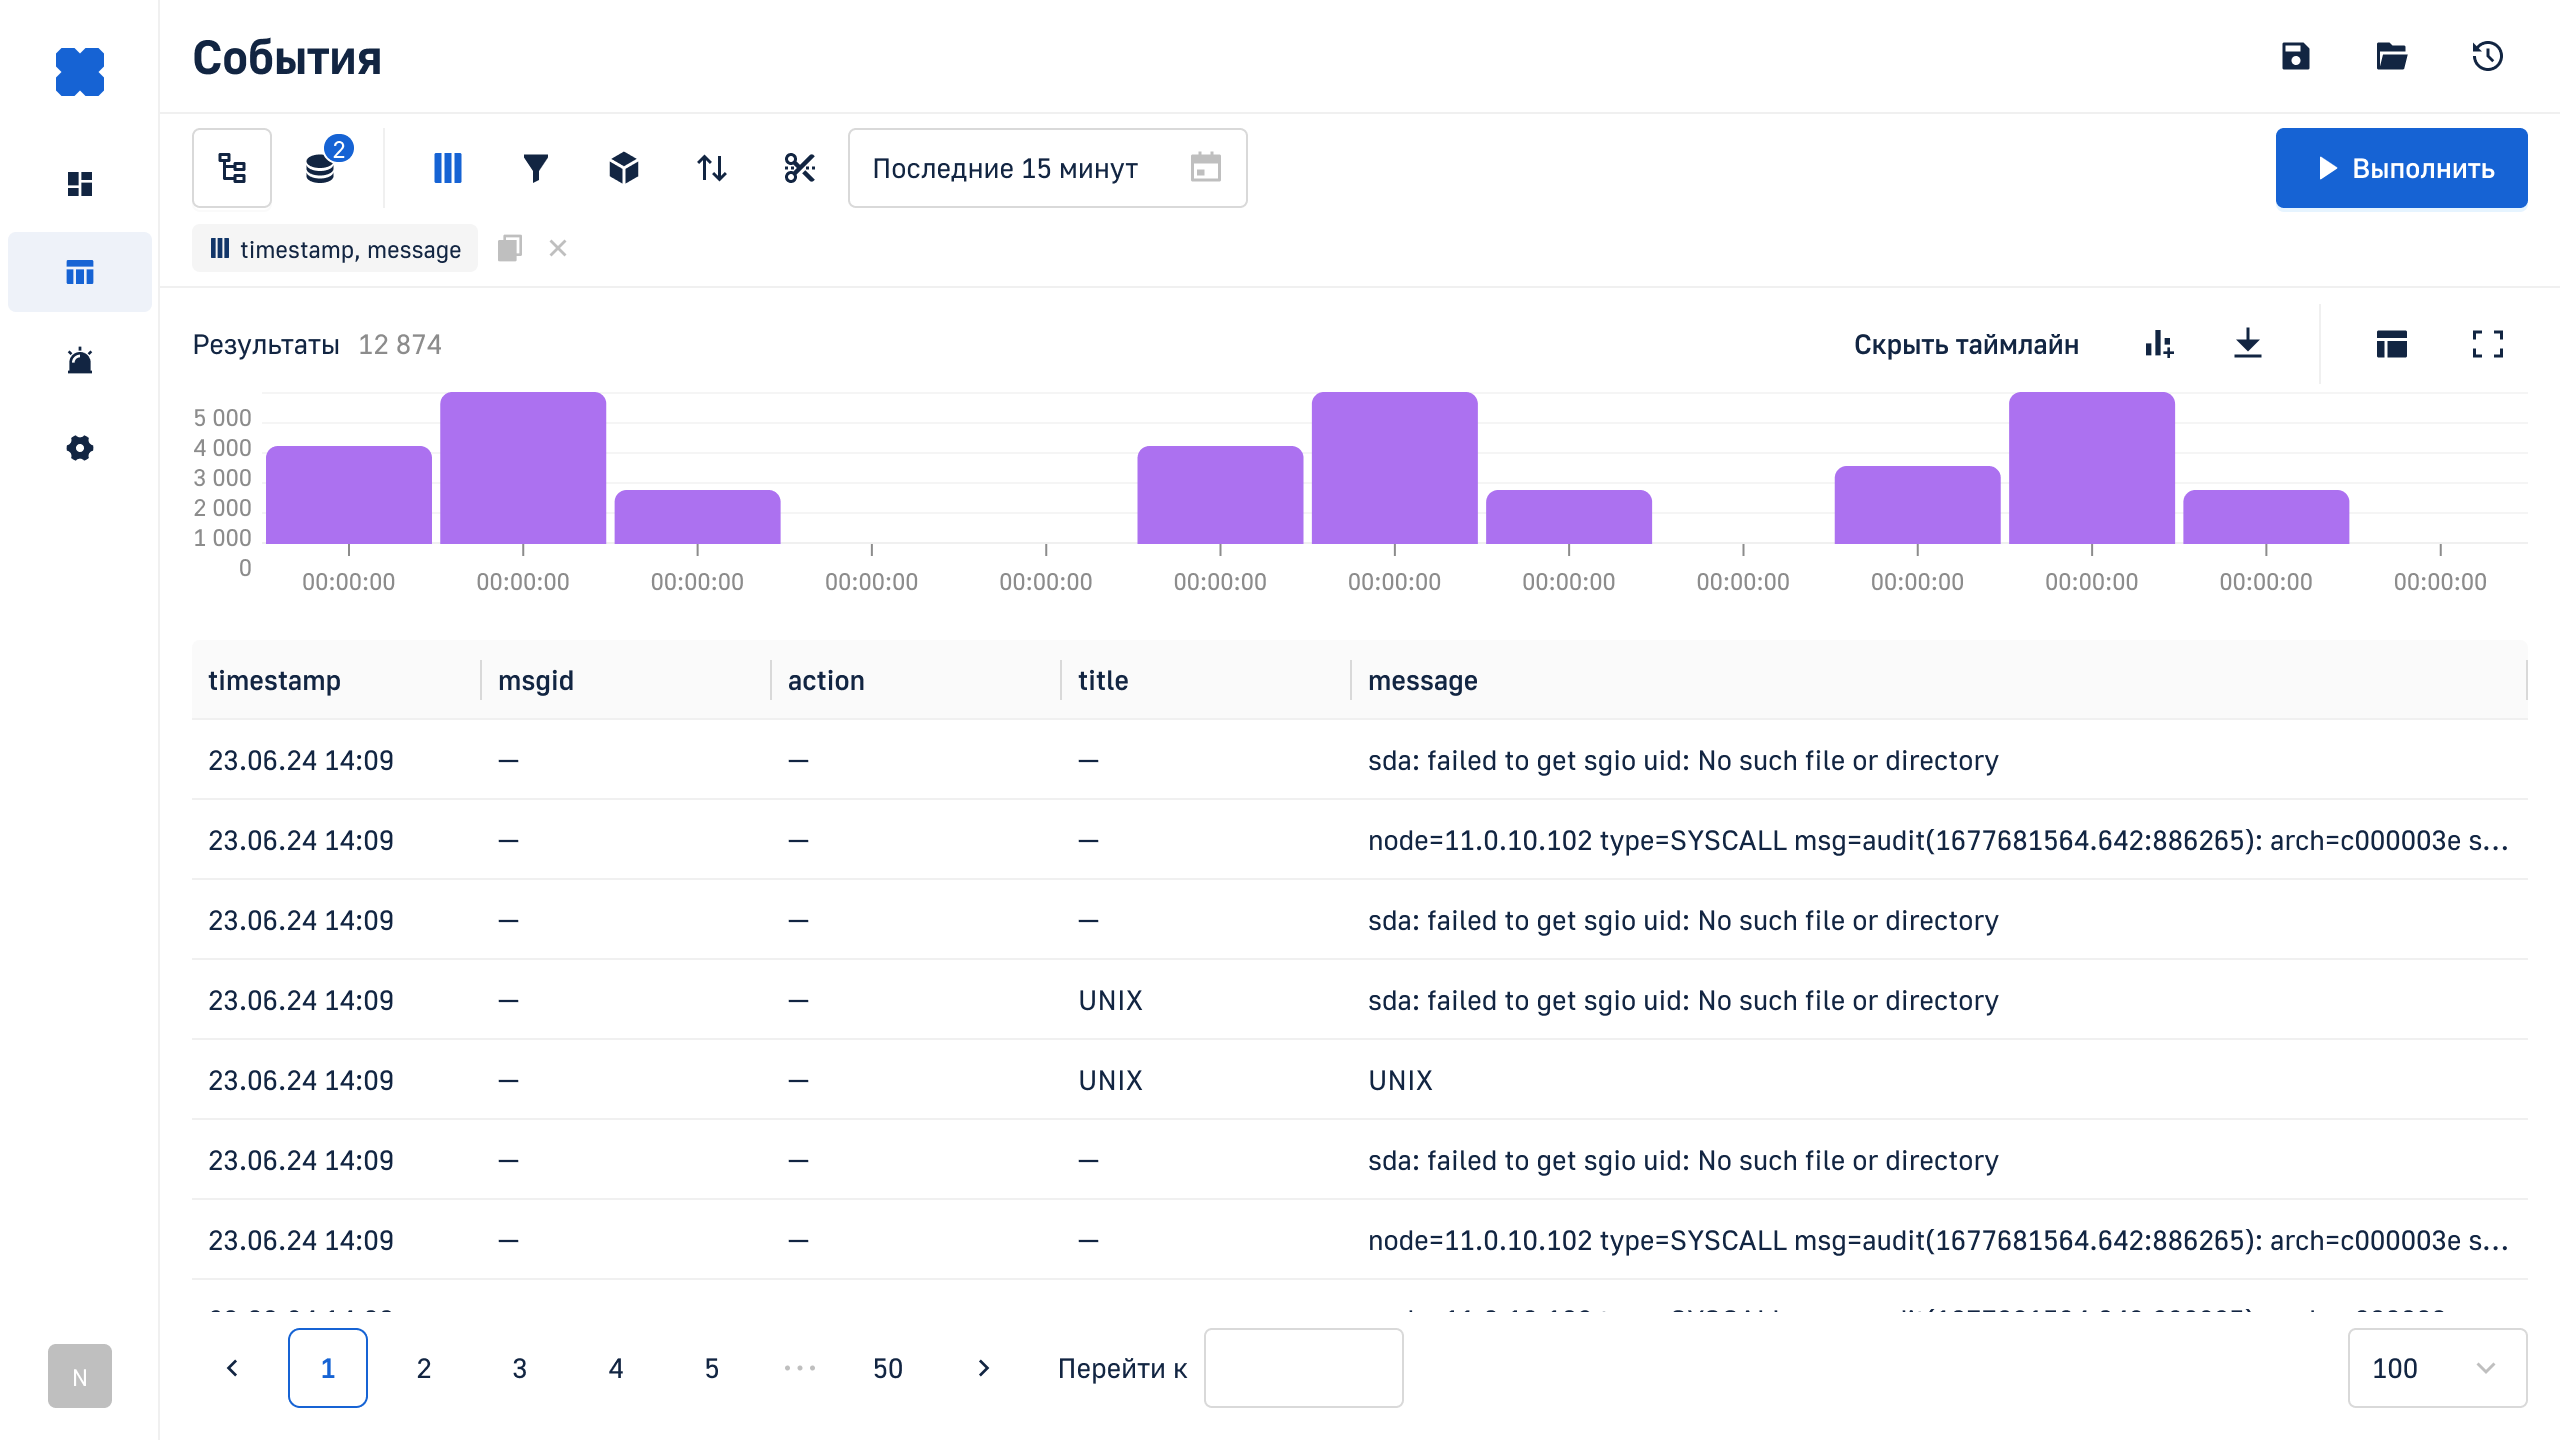 События
2
Последние 15 минут
Выполнить
timestamp, message
Результаты 12 874
Скрыть таймлайн
5 000
4 000
3 000
2 000
1 000
0
00:00:00 00:00:00 00:00:00 00:00:00 00:00:00 00:00:00 00:00:00 00:00:00 00:00:00 00:00:00 00:00:00 00:00:00 00:00:00
timestamp msgid action title message
23.06.24 14:09 — — — sda: failed to get sgio uid: No such file or directory
23.06.24 14:09 — — — node=11.0.10.102 type=SYSCALL msg=audit(1677681564.642:886265): arch=c000003e s...
23.06.24 14:09 — — — sda: failed to get sgio uid: No such file or directory
23.06.24 14:09 — — UNIX sda: failed to get sgio uid: No such file or directory
23.06.24 14:09 — — UNIX UNIX
23.06.24 14:09 — — — sda: failed to get sgio uid: No such file or directory
23.06.24 14:09 — — — node=11.0.10.102 type=SYSCALL msg=audit(1677681564.642:886265): arch=c000003e s...
1 2 3 4 5 ··· 50 Перейти к
100
N